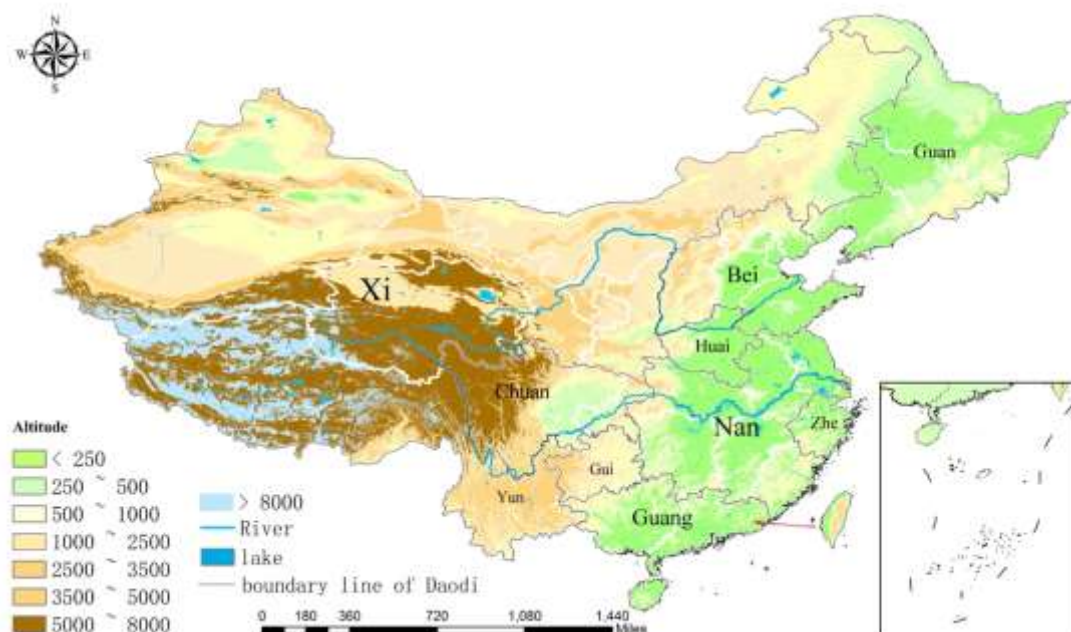 N
W E
S
Guan
Bei
Xi
Huai
Chuan
Nan
Zhe
Gui
Yun
Guang
Altitude
< 250
250 ~ 500
500 ~ 1000
1000 ~ 2500
2500 ~ 3500
3500 ~ 5000
5000 ~ 8000
> 8000
River
lake
boundary line of Daodi
0 180 360 720 1,080 1,440
Miles